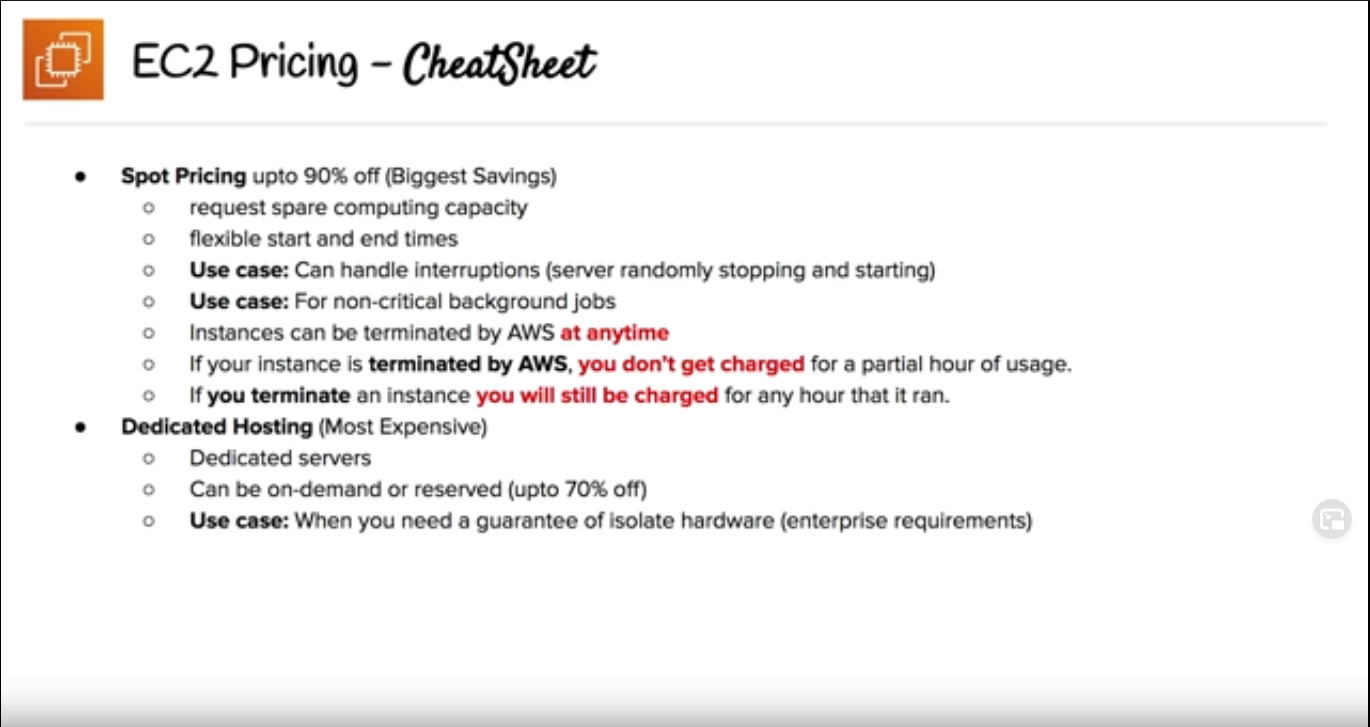 EC2 Pricing – CheatSheet
● Spot Pricing upto 90% off (Biggest Savings)
○ request spare computing capacity
○ flexible start and end times
○ Use case: Can handle interruptions (server randomly stopping and starting)
○ Use case: For non-critical background jobs
○ Instances can be terminated by AWS at anytime
○ If your instance is terminated by AWS, you don't get charged for a partial hour of usage.
○ If you terminate an instance you will still be charged for any hour that it ran.
● Dedicated Hosting (Most Expensive)
○ Dedicated servers
○ Can be on-demand or reserved (upto 70% off)
○ Use case: When you need a guarantee of isolate hardware (enterprise requirements)